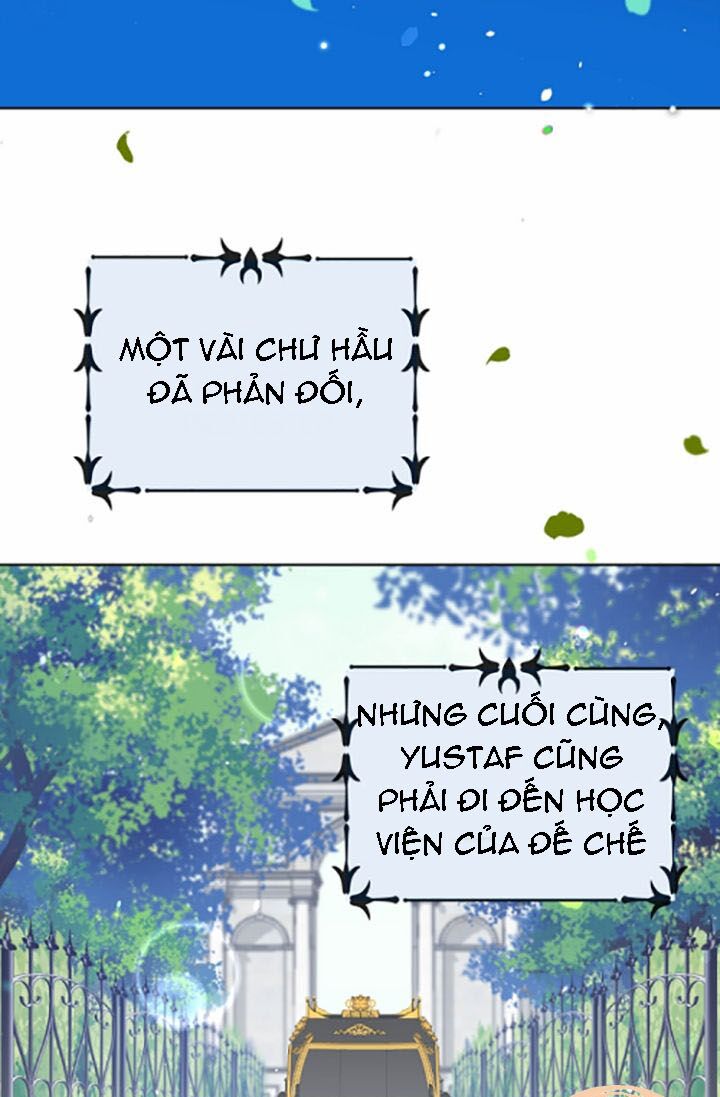 MỘT VÀI CHƯ HẦU
ĐÃ PHẢN ĐỐI,
NHƯNG CUỐI CÙNG,
YUSTAF CŨNG
PHẢI ĐI ĐẾN HỌC
VIỆN CỦA ĐẾ CHẾ